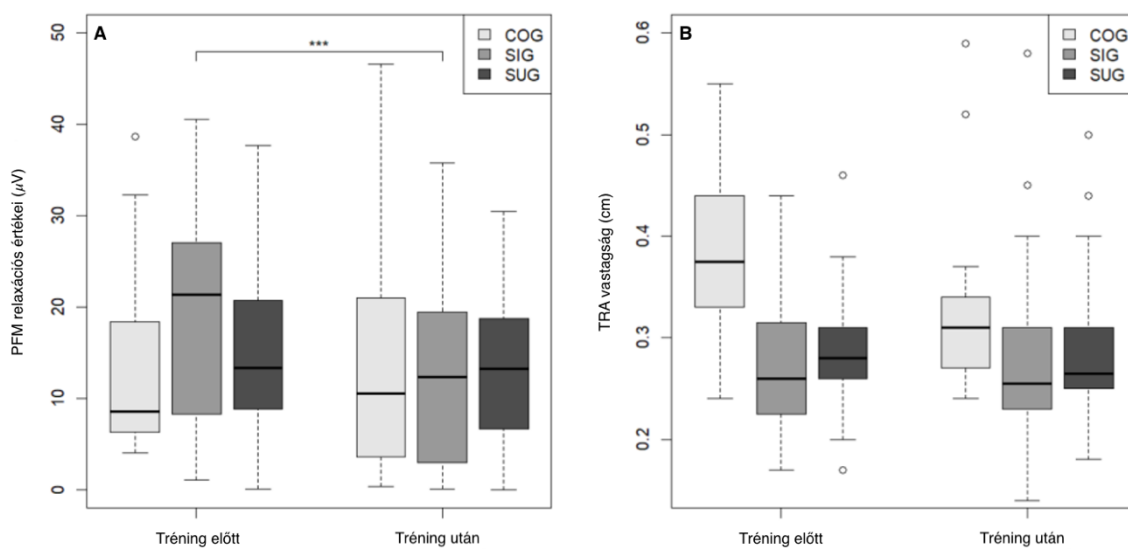 A
***
COG
SIG
SUG
PFM relaxációs értékei (μV)
50
40
30
20
10
0
Tréning előtt
Tréning után
B
COG
SIG
SUG
TRA vastagság (cm)
0.6
0.5
0.4
0.3
0.2
Tréning előtt
Tréning után